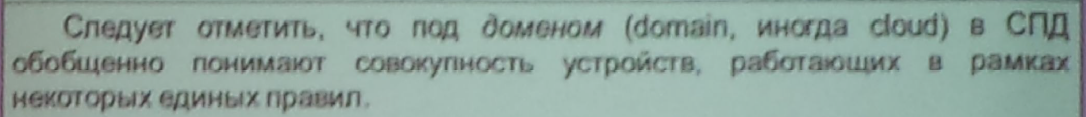 Следует отметить, что под доменом (domain, иногда cloud) в СПД
обобщенно понимают совокупность устройств, работающих в рамках
некоторых единых правил.